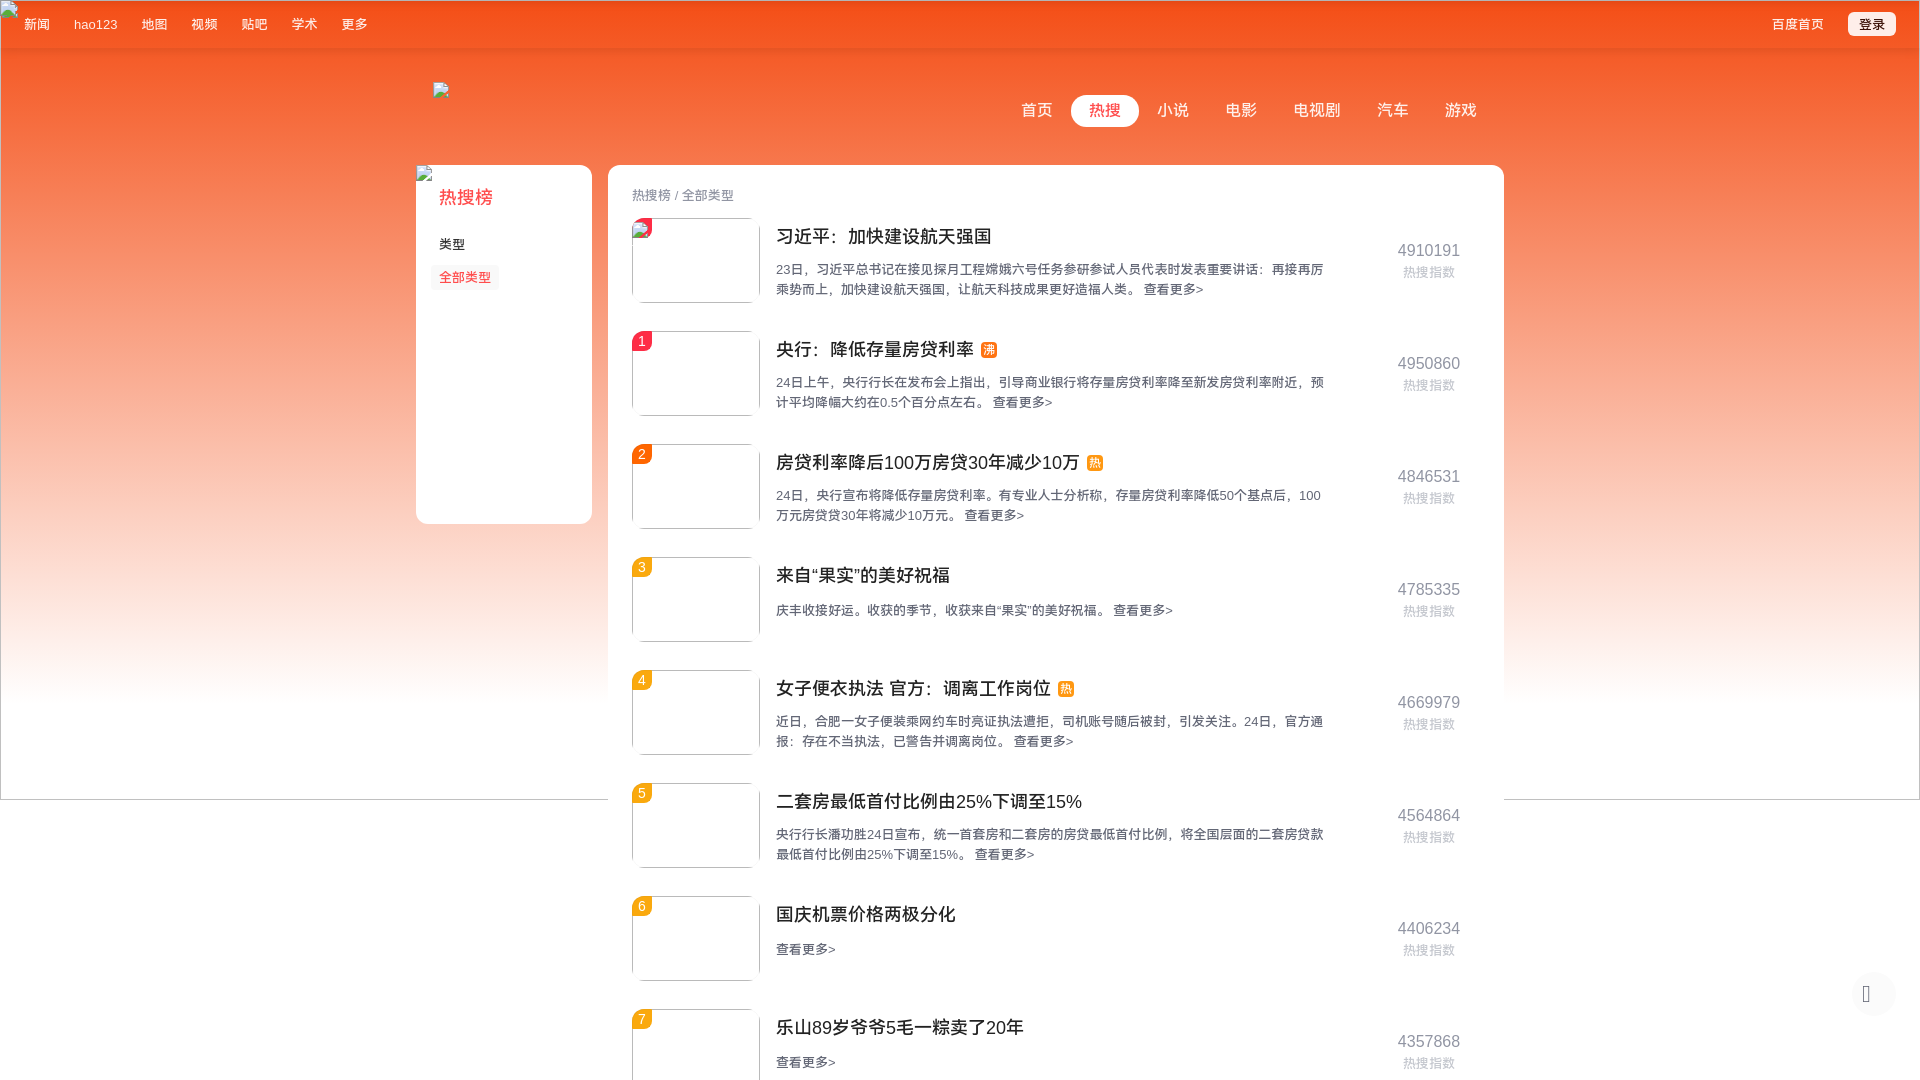 新闻 hao123 地图 视频 贴吧 学术 更多 百度首页 登录
首页 热搜 小说 电影 电视剧 汽车 游戏
热搜榜
类型
全部类型
热搜榜 / 全部类型
习近平：加快建设航天强国
23日，习近平总书记在接见探月工程嫦娥六号任务参研参试人员代表时发表重要讲话：再接再厉
乘势而上，加快建设航天强国，让航天科技成果更好造福人类。 查看更多>
4910191
热搜指数
1
央行：降低存量房贷利率 沸
24日上午，央行行长在发布会上指出，引导商业银行将存量房贷利率降至新发房贷利率附近，预
计平均降幅大约在0.5个百分点左右。 查看更多>
4950860
热搜指数
2
房贷利率降后100万房贷30年减少10万 热
24日，央行宣布将降低存量房贷利率。有专业人士分析称，存量房贷利率降低50个基点后，100
万元房贷贷30年将减少10万元。 查看更多>
4846531
热搜指数
3
来自“果实”的美好祝福
庆丰收接好运。收获的季节，收获来自“果实”的美好祝福。 查看更多>
4785335
热搜指数
4
女子便衣执法 官方：调离工作岗位 热
近日，合肥一女子便装乘网约车时亮证执法遭拒，司机账号随后被封，引发关注。24日，官方通
报：存在不当执法，已警告并调离岗位。 查看更多>
4669979
热搜指数
5
二套房最低首付比例由25%下调至15%
央行行长潘功胜24日宣布，统一首套房和二套房的房贷最低首付比例，将全国层面的二套房贷款
最低首付比例由25%下调至15%。 查看更多>
4564864
热搜指数
6
国庆机票价格两极分化
查看更多>
4406234
热搜指数
7
乐山89岁爷爷5毛一粽卖了20年
查看更多>
4357868
热搜指数